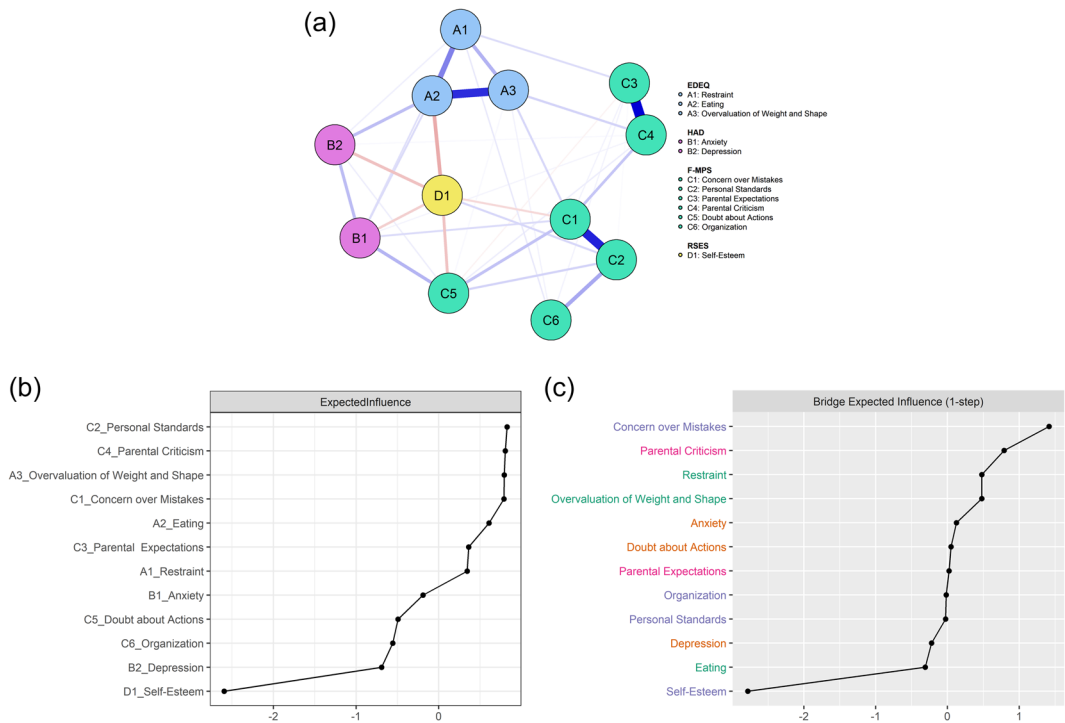 (a)
A1
A2
A3
C3
C4
B2
D1
B1
C1
C2
C5
C6
EDEQ
A1: Restraint
A2: Eating
A3: Overvaluation of Weight and Shape
HAD
B1: Anxiety
B2: Depression
F-MPS
C1: Concern over Mistakes
C2: Personal Standards
C3: Parental Expectations
C4: Parental Criticism
C5: Doubt about Actions
C6: Organization
RSES
D1: Self-Esteem
(b)
ExpectedInfluence
C2_Personal Standards
C4_Parental Criticism
A3_Overvaluation of Weight and Shape
C1_Concern over Mistakes
A2_Eating
C3_Parental  Expectations
A1_Restraint
B1_Anxiety
C5_Doubt about Actions
C6_Organization
B2_Depression
D1_Self-Esteem
-2 -1 0
(c)
Bridge Expected Influence (1-step)
Concern over Mistakes
Parental Criticism
Restraint
Overvaluation of Weight and Shape
Anxiety
Doubt about Actions
Parental Expectations
Organization
Personal Standards
Depression
Eating
Self-Esteem
-2 -1 0 1